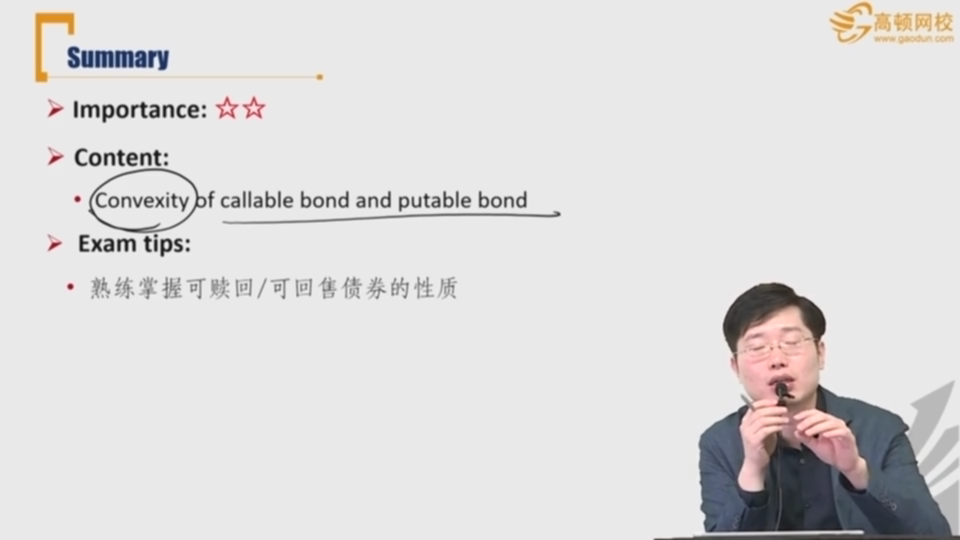 Summary
高顿网校
www.gaodun.com
Importance: ☆☆
Content:
Convexity of callable bond and putable bond
Exam tips:
熟练掌握可赎回/可回售债券的性质